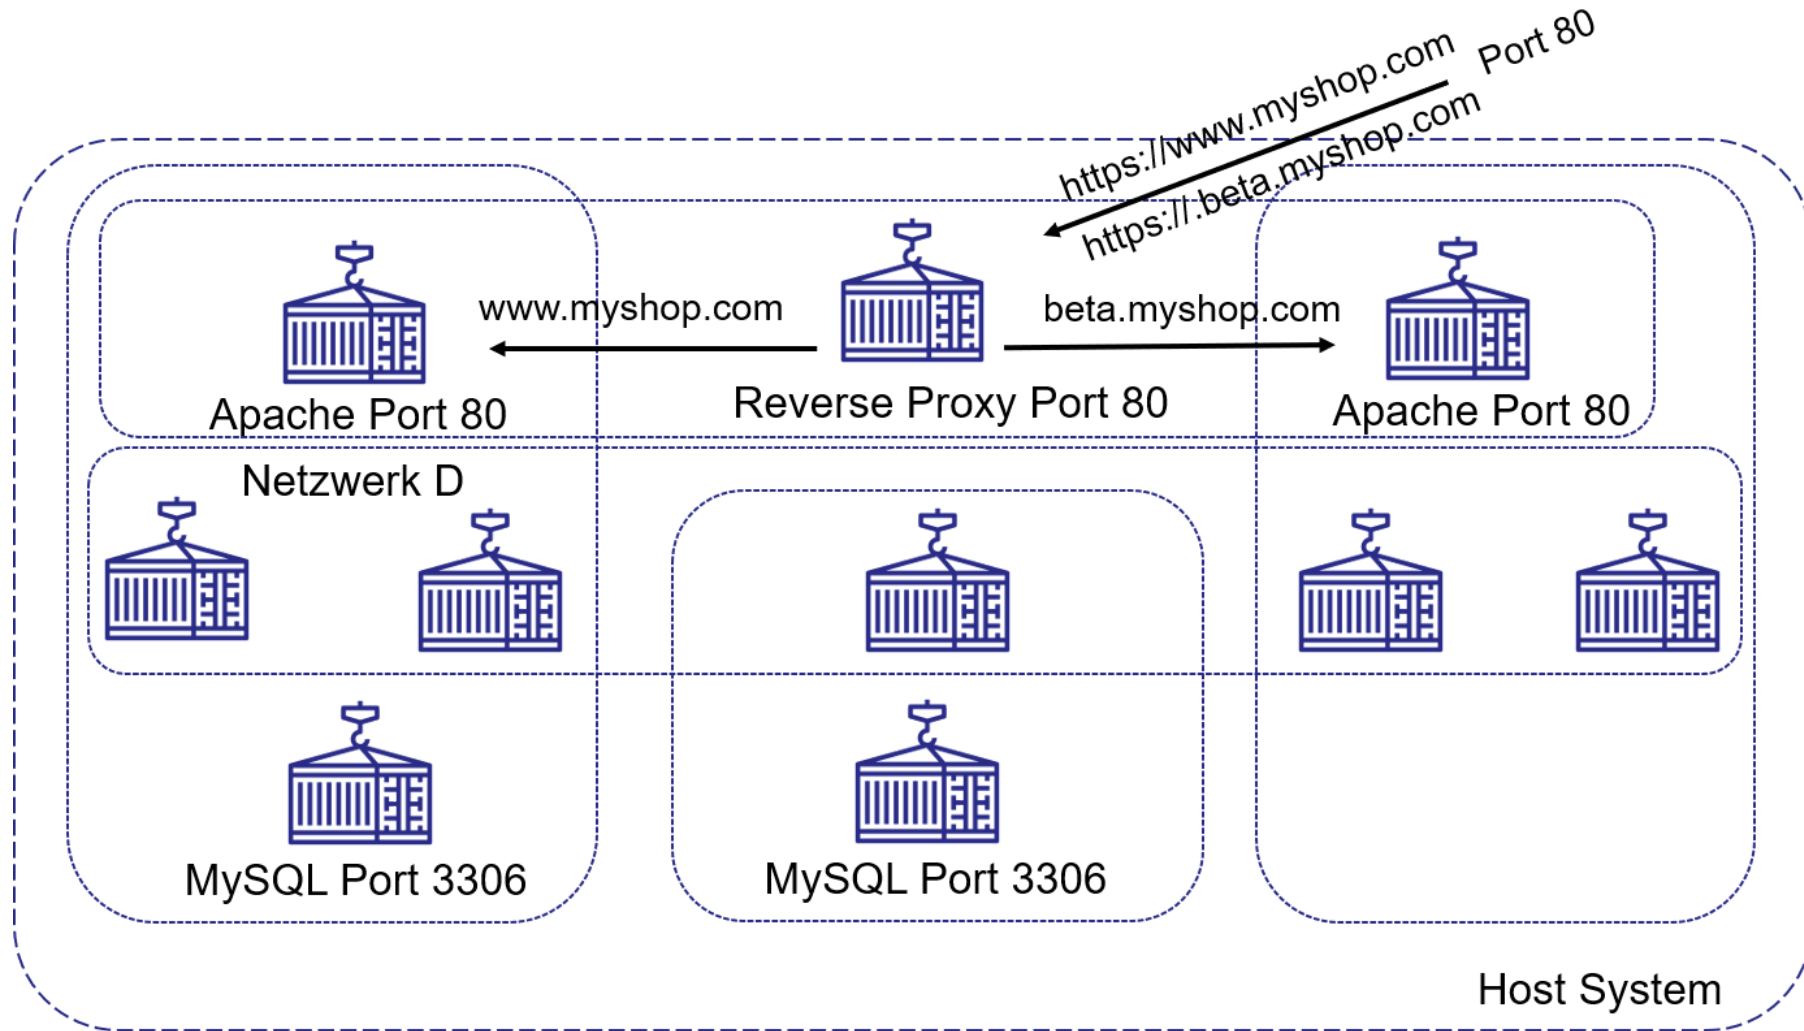 Port 80
https://www.myshop.com
https://.beta.myshop.com
www.myshop.com
beta.myshop.com
Apache Port 80
Reverse Proxy Port 80
Apache Port 80
Netzwerk D
MySQL Port 3306
MySQL Port 3306
Host System